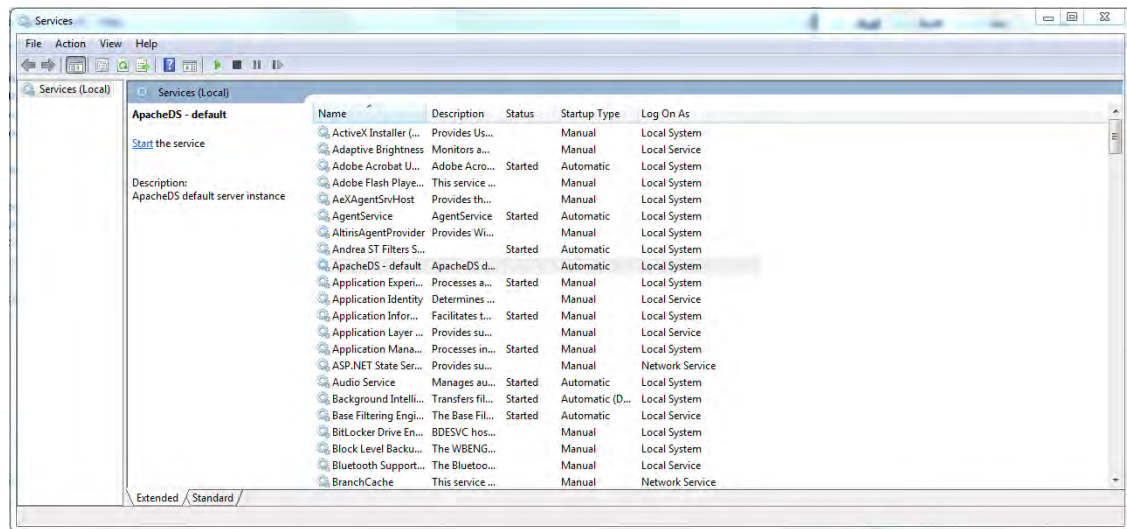 Services
File Action View Help
Services (Local)
Services (Local)
ApacheDS - default
Start the service
Description:
ApacheDS default server instance
Name Description Status Startup Type Log On As
ActiveX Installer (... Provides Us... Manual Local System
Adaptive Brightness Monitors a... Manual Local Service
Adobe Acrobat U... Adobe Acro... Started Automatic Local System
Adobe Flash Playe... This service ... Manual Local System
AeXAgentSrvHost Provides th... Manual Local System
AgentService AgentService Started Automatic Local System
AltirisAgentProvider Provides Wi... Manual Local System
Andrea ST Filters S... Started Automatic Local System
ApacheDS - default ApacheDS d... Automatic Local System
Application Experi... Processes a... Started Manual Local System
Application Identity Determines ... Manual Local Service
Application Infor... Facilitates t... Started Manual Local System
Application Layer ... Provides su... Manual Local Service
Application Mana... Processes in... Started Manual Local System
ASP.NET State Ser... Provides su... Manual Network Service
Audio Service Manages au... Started Automatic Local System
Background Intelli... Transfers fil... Started Automatic (D... Local System
Base Filtering Engi... The Base Fil... Started Automatic Local Service
BitLocker Drive En... BDESVC hos... Manual Local System
Block Level Backu... The WBENG... Manual Local System
Bluetooth Support... The Bluetoo... Manual Local Service
BranchCache This service ... Manual Network Service
Extended Standard